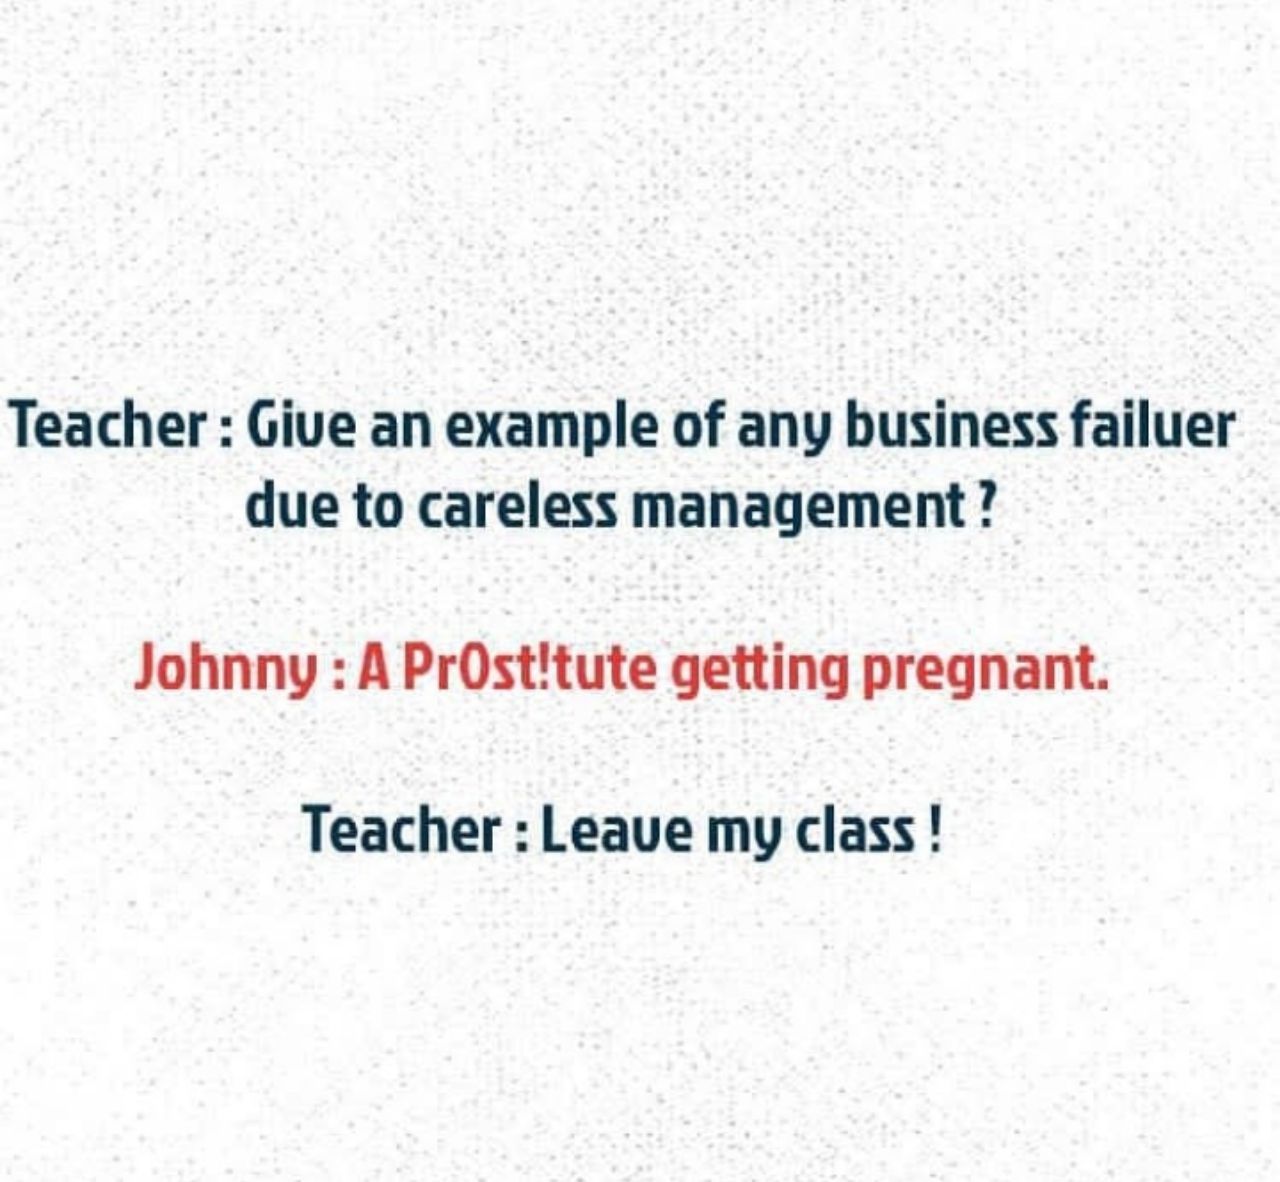 Teacher : Give an example of any business failuer
due to careless management ?
Johnny : A Pr0st!tute getting pregnant.
Teacher : Leave my class !